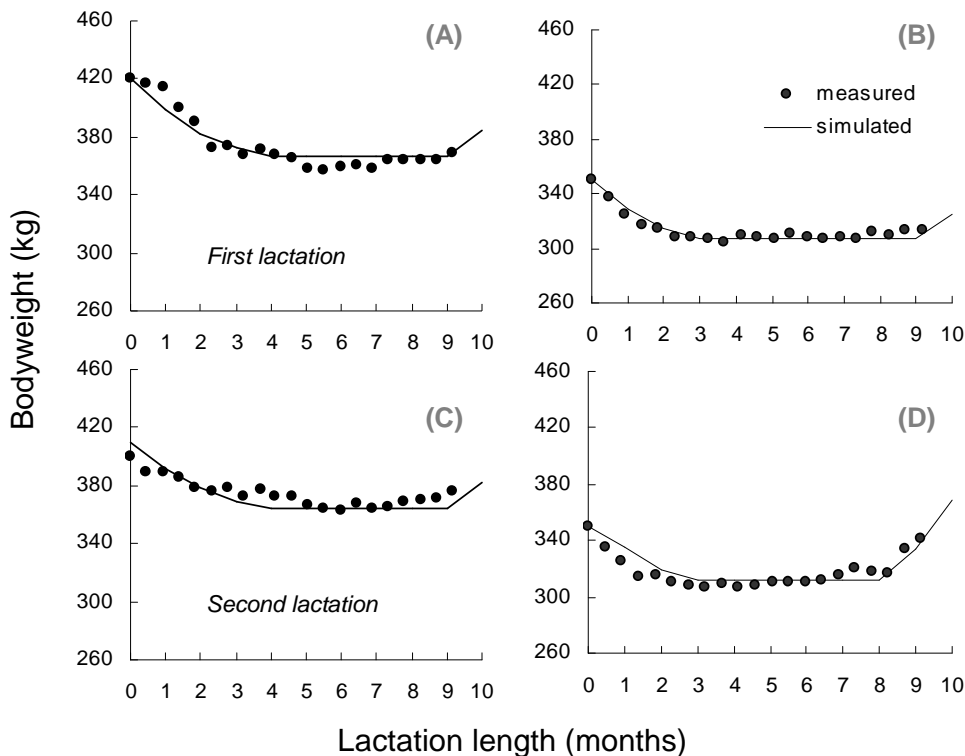 Bodyweight (kg)
460
420
380
340
300
260
(A)
First lactation
0 1 2 3 4 5 6 7 8 9 10
460
420
380
340
300
260
(B)
measured
simulated
0 1 2 3 4 5 6 7 8 9 10
460
420
380
340
300
260
(C)
Second lactation
0 1 2 3 4 5 6 7 8 9 10
460
420
380
340
300
260
(D)
0 1 2 3 4 5 6 7 8 9 10
Lactation length (months)